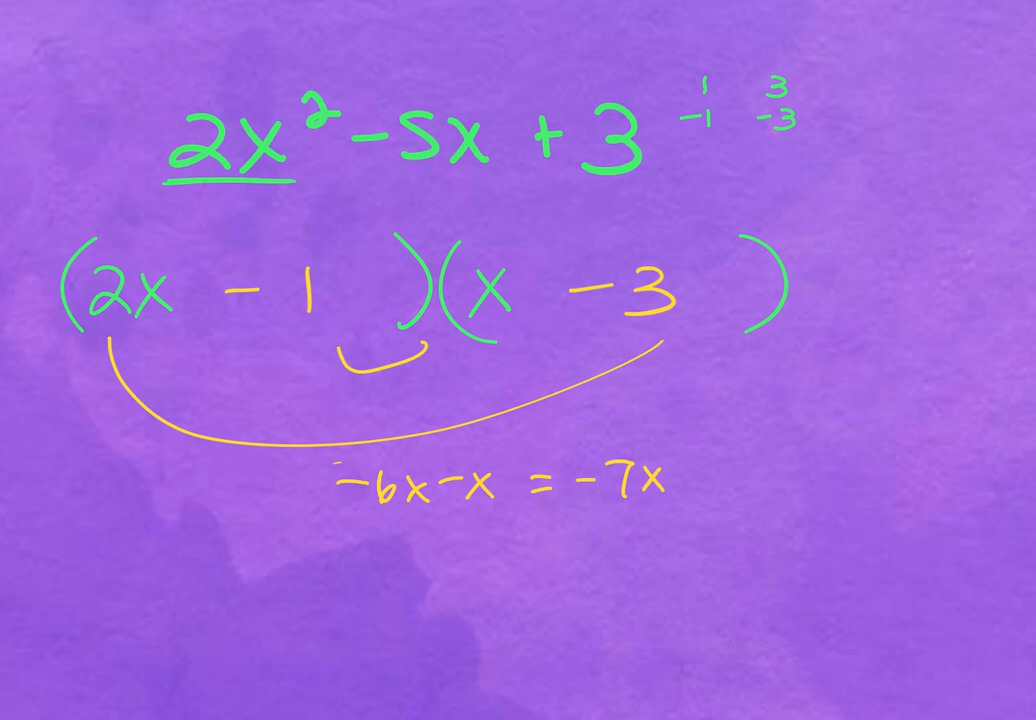 2x² - 5x + 3
1 3
-1 -3
(2x - 1)(x - 3)
-6x - x = -7x